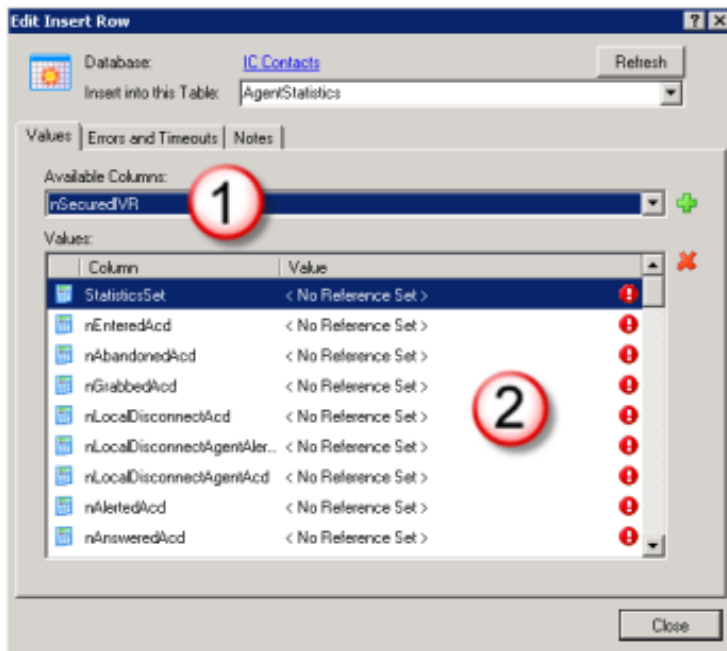 Edit Insert Row
Database: IC Contacts Refresh
Insert into this Table: AgentStatistics
Values Errors and Timeouts Notes
Available Columns:
nSecuredIVR
1
Values:
Column Value
StatisticsSet < No Reference Set >
nEnteredAcd < No Reference Set >
nAbandonedAcd < No Reference Set >
nGrabbedAcd < No Reference Set >
nLocalDisconnectAcd < No Reference Set >
2
nLocalDisconnectAgentAler... < No Reference Set >
nLocalDisconnectAgentAcd < No Reference Set >
nAlertedAcd < No Reference Set >
nAnsweredAcd < No Reference Set >
Close